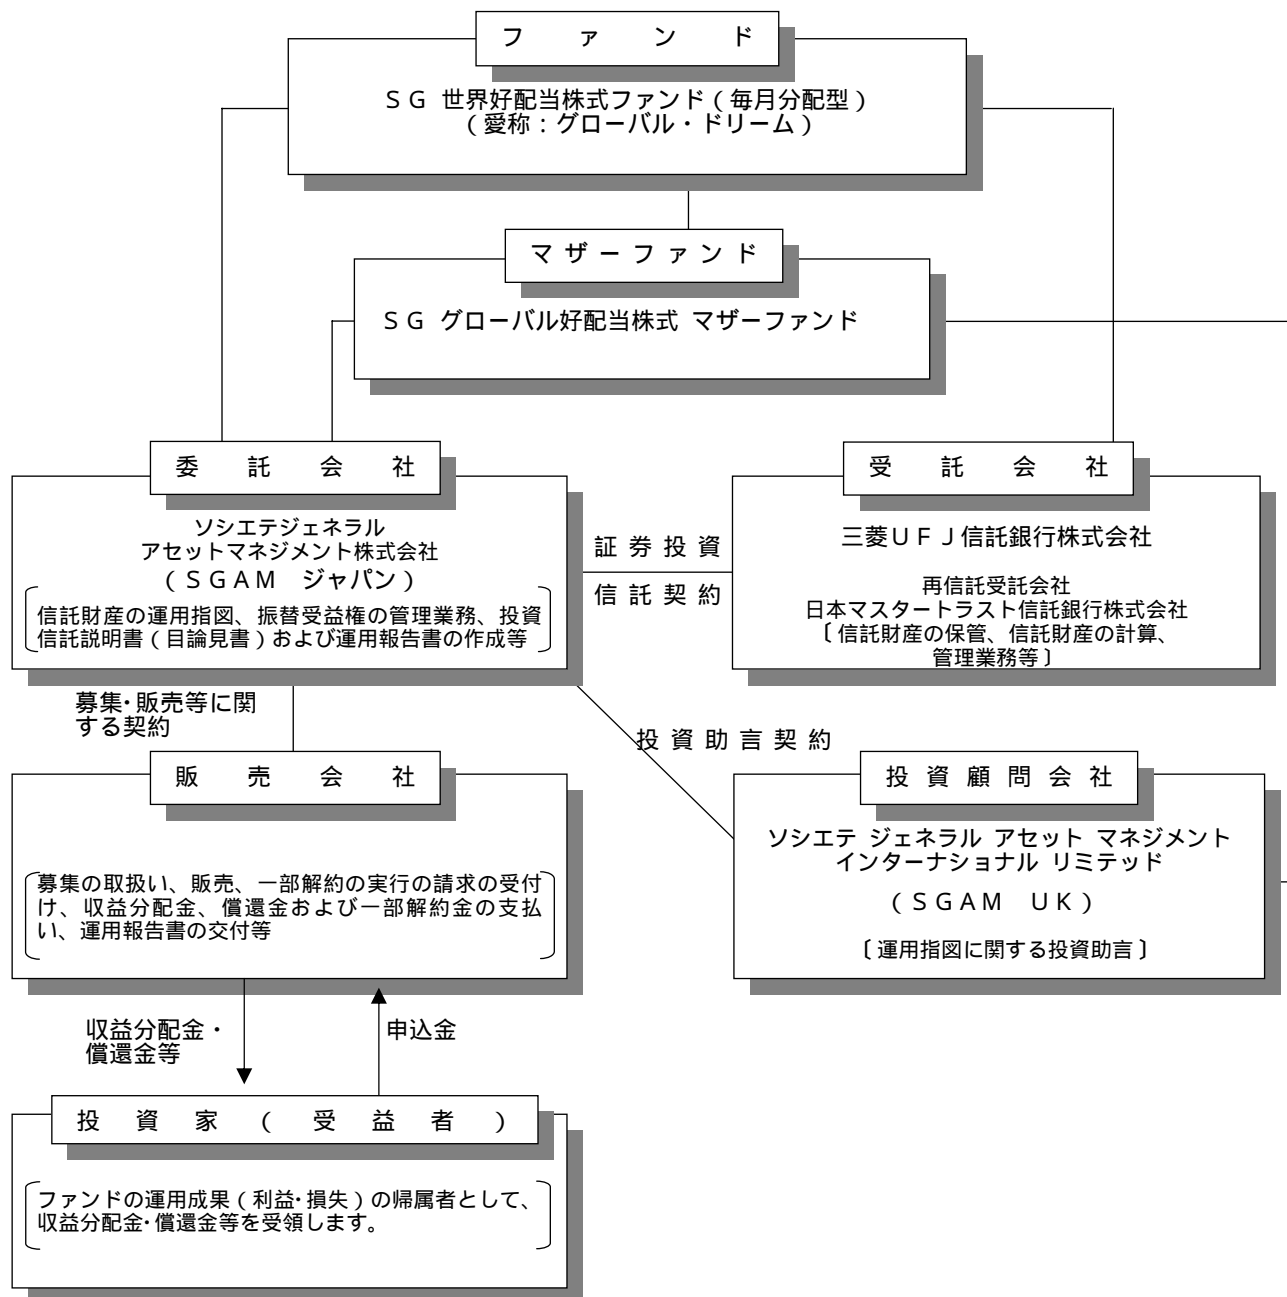 ファンド
SG 世界好配当株式ファンド(毎月分配型)
(愛称:グローバル・ドリーム)
マザーファンド
SG グローバル好配当株式 マザーファンド
委託会社
ソシエテジェネラル
アセットマネジメント株式会社
(SGAM ジャパン)
信託財産の運用指図、振替受益権の管理業務、投資
信託説明書(目論見書)および運用報告書の作成等
証券投資
信託契約
受託会社
三菱UFJ信託銀行株式会社
再信託受託会社
日本マスタートラスト信託銀行株式会社
〔信託財産の保管、信託財産の計算、
管理業務等〕
募集・販売等に関
する契約
投資助言契約
販売会社
募集の取扱い、販売、一部解約の実行の請求の受付
け、収益分配金、償還金および一部解約金の支払
い、運用報告書の交付等
投資顧問会社
ソシエテ ジェネラル アセット マネジメント
インターナショナル リミテッド
(SGAM UK)
〔運用指図に関する投資助言〕
収益分配金・
償還金等
申込金
投資家(受益者)
ファンドの運用成果(利益・損失)の帰属者として、
収益分配金・償還金等を受領します。